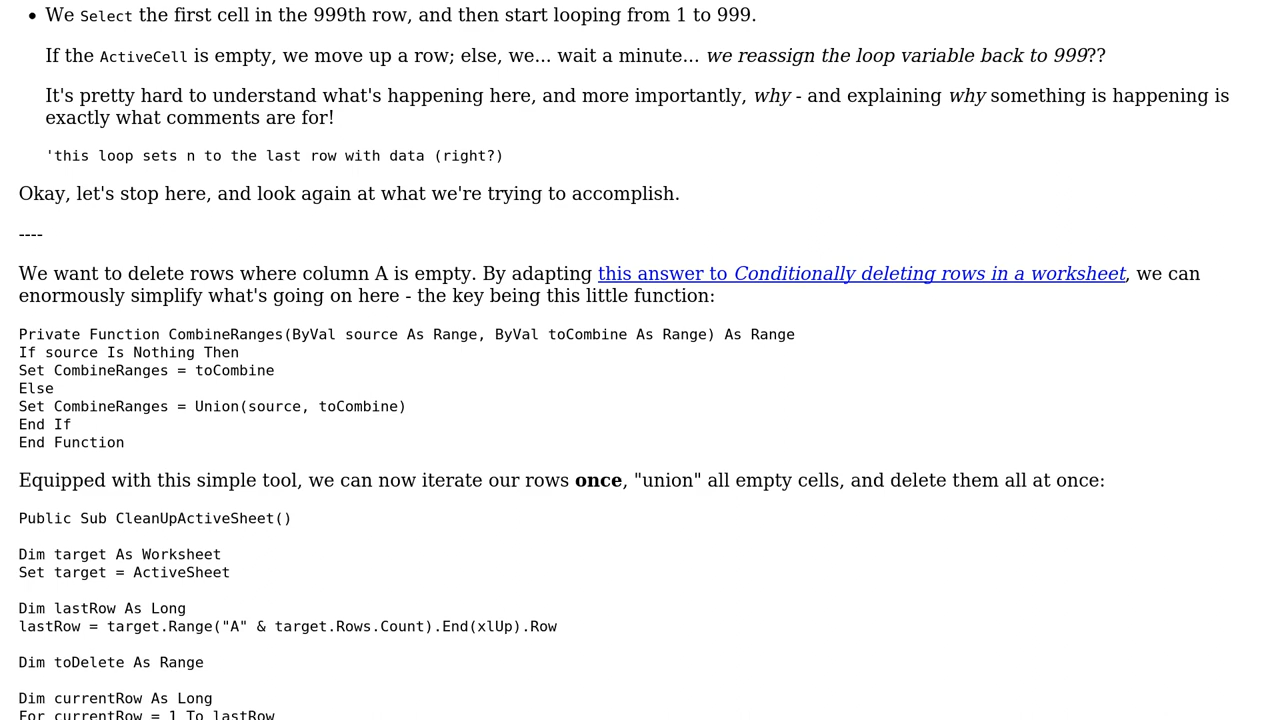 We Select the first cell in the 999th row, and then start looping from 1 to 999.
If the ActiveCell is empty, we move up a row; else, we... wait a minute... we reassign the loop variable back to 999??
It's pretty hard to understand what's happening here, and more importantly, why - and explaining why something is happening is
exactly what comments are for!
'this loop sets n to the last row with data (right?)
Okay, let's stop here, and look again at what we're trying to accomplish.
----
We want to delete rows where column A is empty. By adapting this answer to Conditionally deleting rows in a worksheet, we can
enormously simplify what's going on here - the key being this little function:
Private Function CombineRanges(ByVal source As Range, ByVal toCombine As Range) As Range
If source Is Nothing Then
Set CombineRanges = toCombine
Else
Set CombineRanges = Union(source, toCombine)
End If
End Function
Equipped with this simple tool, we can now iterate our rows once, "union" all empty cells, and delete them all at once:
Public Sub CleanUpActiveSheet()
Dim target As Worksheet
Set target = ActiveSheet
Dim lastRow As Long
lastRow = target.Range("A" & target.Rows.Count).End(xlUp).Row
Dim toDelete As Range
Dim currentRow As Long
For currentRow = 1 To lastRow